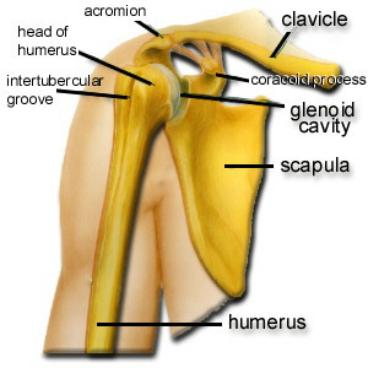 acromion
clavicle
head of
humerus
intertubercular
groove
coracoid process
glenoid
cavity
scapula
humerus